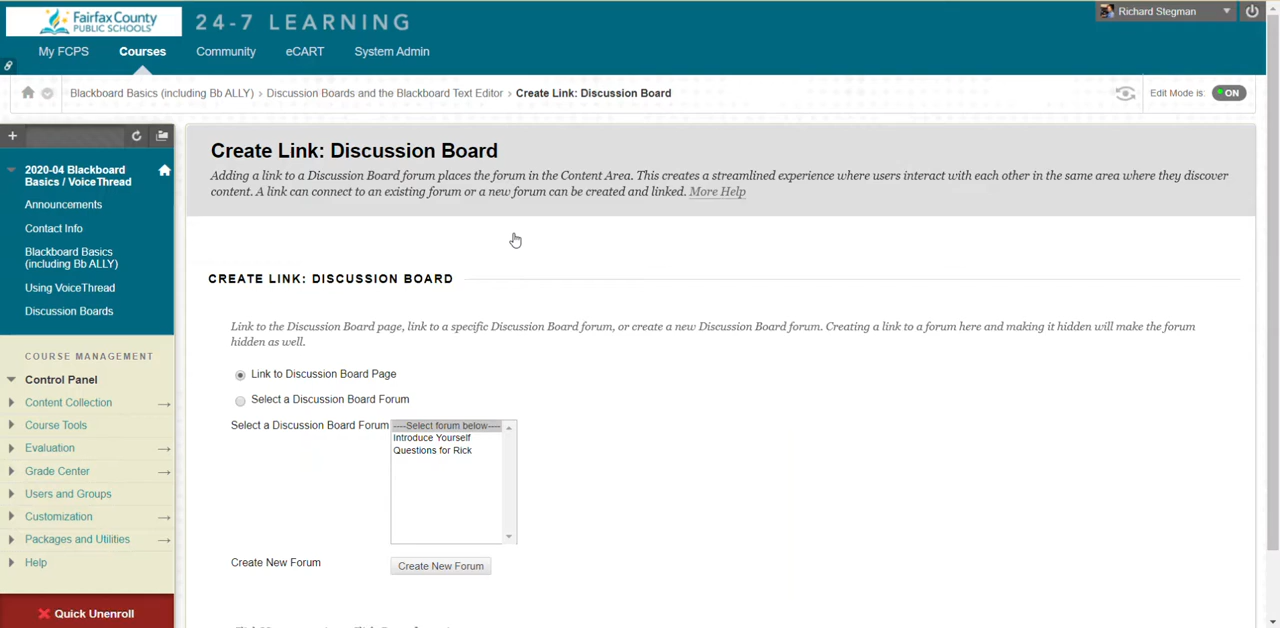 Fairfax County
PUBLIC SCHOOLS
24-7 LEARNING
Richard Stegman
My FCPS
Courses
Community
eCART
System Admin
Blackboard Basics (including Bb ALLY) › Discussion Boards and the Blackboard Text Editor › Create Link: Discussion Board
Edit Mode is: ON
2020-04 Blackboard
Basics / VoiceThread
Announcements
Contact Info
Blackboard Basics
(including Bb ALLY)
Using VoiceThread
Discussion Boards
COURSE MANAGEMENT
Control Panel
Content Collection
Course Tools
Evaluation
Grade Center
Users and Groups
Customization
Packages and Utilities
Help
Quick Unenroll
Create Link: Discussion Board
Adding a link to a Discussion Board forum places the forum in the Content Area. This creates a streamlined experience where users interact with each other in the same area where they discover
content. A link can connect to an existing forum or a new forum can be created and linked. More Help
CREATE LINK: DISCUSSION BOARD
Link to the Discussion Board page, link to a specific Discussion Board forum, or create a new Discussion Board forum. Creating a link to a forum here and making it hidden will make the forum
hidden as well.
Link to Discussion Board Page
Select a Discussion Board Forum
Select a Discussion Board Forum
----Select forum below----
Introduce Yourself
Questions for Rick
Create New Forum
Create New Forum